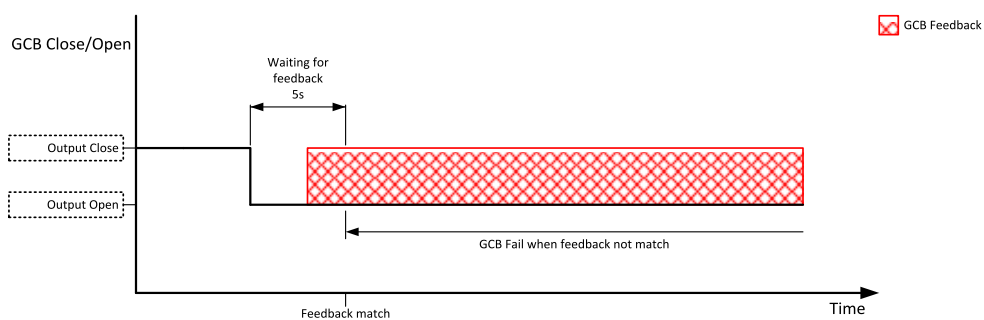 GCB Close/Open
GCB Feedback
Waiting for
feedback
5s
Output Close
Output Open
GCB Fail when feedback not match
Time
Feedback match